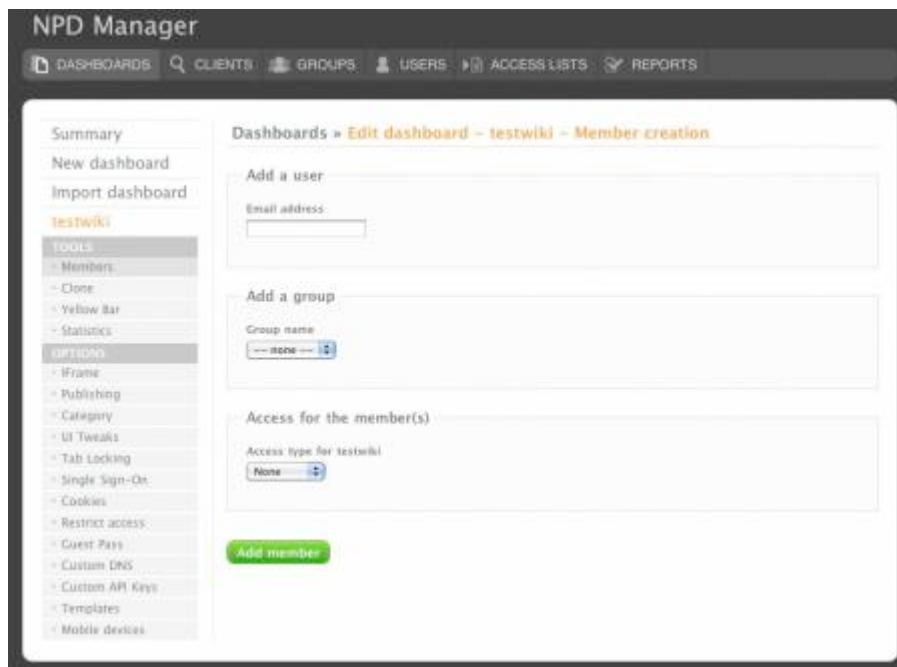 NPD Manager
DASHBOARDS CLIENTS GROUPS USERS ACCESS LISTS REPORTS
Summary
New dashboard
Import dashboard
testwiki
TOOLS
- Members
- Clone
- Yellow Bar
- Statistics
OPTIONS
- IFrame
- Publishing
- Category
- UI Tweaks
- Tab Locking
- Single Sign-On
- Cookies
- Restrict access
- Guest Pass
- Custom DNS
- Custom API Keys
- Templates
- Mobile devices
Dashboards » Edit dashboard - testwiki - Member creation
Add a user
Email address
Add a group
Group name
-- none --
Access for the member(s)
Access type for testwiki
None
Add member